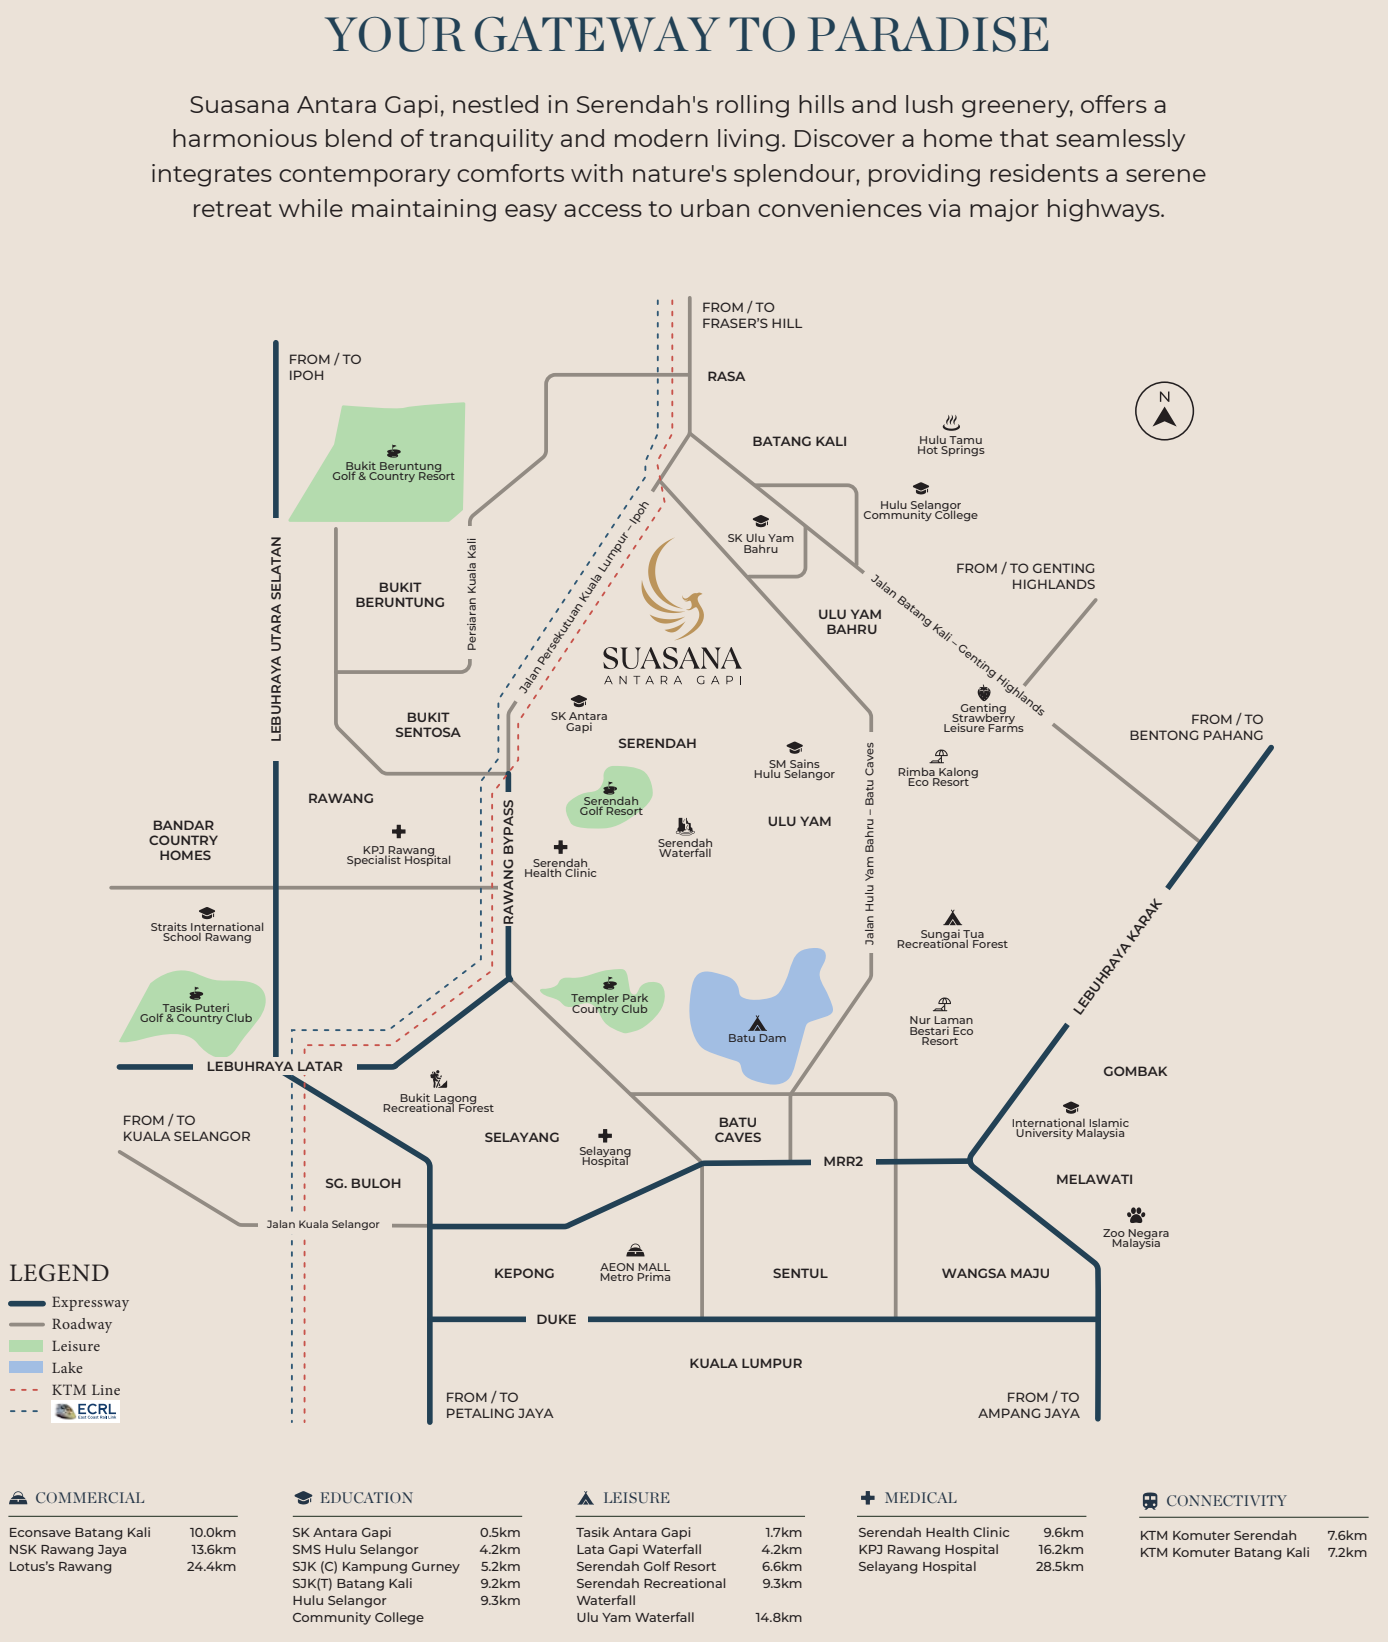 YOUR GATEWAY TO PARADISE
Suasana Antara Gapi, nestled in Serendah's rolling hills and lush greenery, offers a
harmonious blend of tranquility and modern living. Discover a home that seamlessly
integrates contemporary comforts with nature's splendour, providing residents a serene
retreat while maintaining easy access to urban conveniences via major highways.
FROM / TO
FRASER'S HILL
FROM / TO
IPOH
RASA
N
BATANG KALI
Hulu Tamu
Hot Springs
Bukit Beruntung
Golf & Country Resort
Hulu Selangor
Community College
SK Ulu Yam
Bahru
Jalan Persekutuan Kuala Lumpur – Ipoh
Persiaran Kuala Kali
LEBUHRAYA UTARA SELATAN
BUKIT
BERUNTUNG
FROM / TO GENTING
HIGHLANDS
Jalan Batang Kali – Genting Highlands
ULU YAM
BAHRU
SUASANA
ANTARA GAPI
SK Antara
Gapi
BUKIT
SENTOSA
Genting
Strawberry
Leisure Farms
FROM / TO
BENTONG PAHANG
SERENDAH
SM Sains
Hulu Selangor
Rimba Kalong
Eco Resort
Jalan Hulu Yam Bahru – Batu Caves
RAWANG
Serendah
Golf Resort
BANDAR
COUNTRY
HOMES
KPJ Rawang
Specialist Hospital
RAWANG BYPASS
Serendah
Health Clinic
Serendah
Waterfall
ULU YAM
Straits International
School Rawang
Sungai Tua
Recreational Forest
LEBUHRAYA KARAK
Tasik Puteri
Golf & Country Club
Templer Park
Country Club
Batu Dam
Nur Laman
Bestari Eco
Resort
LEBUHRAYA LATAR
GOMBAK
Bukit Lagong
Recreational Forest
FROM / TO
KUALA SELANGOR
SELAYANG
Selayang
Hospital
BATU
CAVES
International Islamic
University Malaysia
MRR2
SG. BULOH
MELAWATI
Jalan Kuala Selangor
Zoo Negara
Malaysia
KEPONG
AEON MALL
Metro Prima
SENTUL
WANGSA MAJU
DUKE
KUALA LUMPUR
FROM / TO
PETALING JAYA
FROM / TO
AMPANG JAYA
LEGEND
Expressway
Roadway
Leisure
Lake
KTM Line
ECRL
East Coast Rail Link
COMMERCIAL
Econsave Batang Kali 10.0km
NSK Rawang Jaya 13.6km
Lotus's Rawang 24.4km
EDUCATION
SK Antara Gapi 0.5km
SMS Hulu Selangor 4.2km
SJK (C) Kampung Gurney 5.2km
SJK(T) Batang Kali 9.2km
Hulu Selangor 9.3km
Community College
LEISURE
Tasik Antara Gapi 1.7km
Lata Gapi Waterfall 4.2km
Serendah Golf Resort 6.6km
Serendah Recreational 9.3km
Waterfall
Ulu Yam Waterfall 14.8km
MEDICAL
Serendah Health Clinic 9.6km
KPJ Rawang Hospital 16.2km
Selayang Hospital 28.5km
CONNECTIVITY
KTM Komuter Serendah 7.6km
KTM Komuter Batang Kali 7.2km